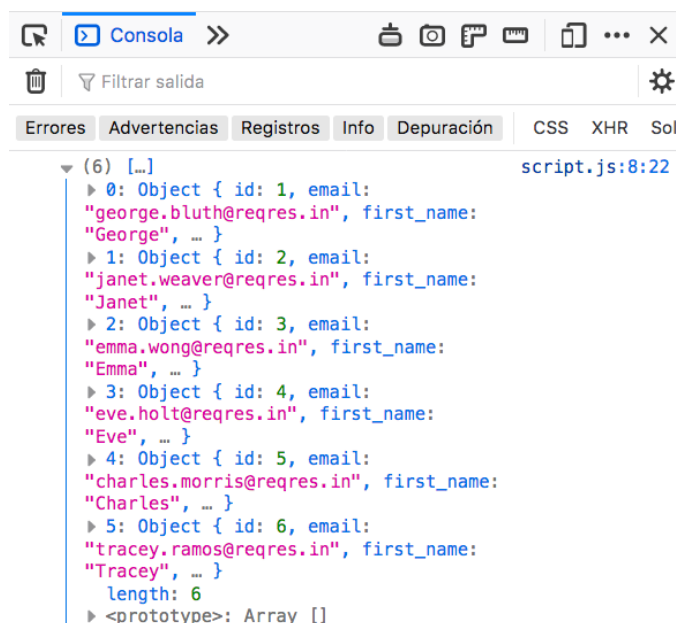 Consola
Filtrar salida
Errores Advertencias Registros Info Depuración CSS XHR Sol
(6) […] script.js:8:22
0: Object { id: 1, email:
"george.bluth@reqres.in", first_name:
"George", … }
1: Object { id: 2, email:
"janet.weaver@reqres.in", first_name:
"Janet", … }
2: Object { id: 3, email:
"emma.wong@reqres.in", first_name:
"Emma", … }
3: Object { id: 4, email:
"eve.holt@reqres.in", first_name:
"Eve", … }
4: Object { id: 5, email:
"charles.morris@reqres.in", first_name:
"Charles", … }
5: Object { id: 6, email:
"tracey.ramos@reqres.in", first_name:
"Tracey", … }
length: 6
<prototype>: Array []